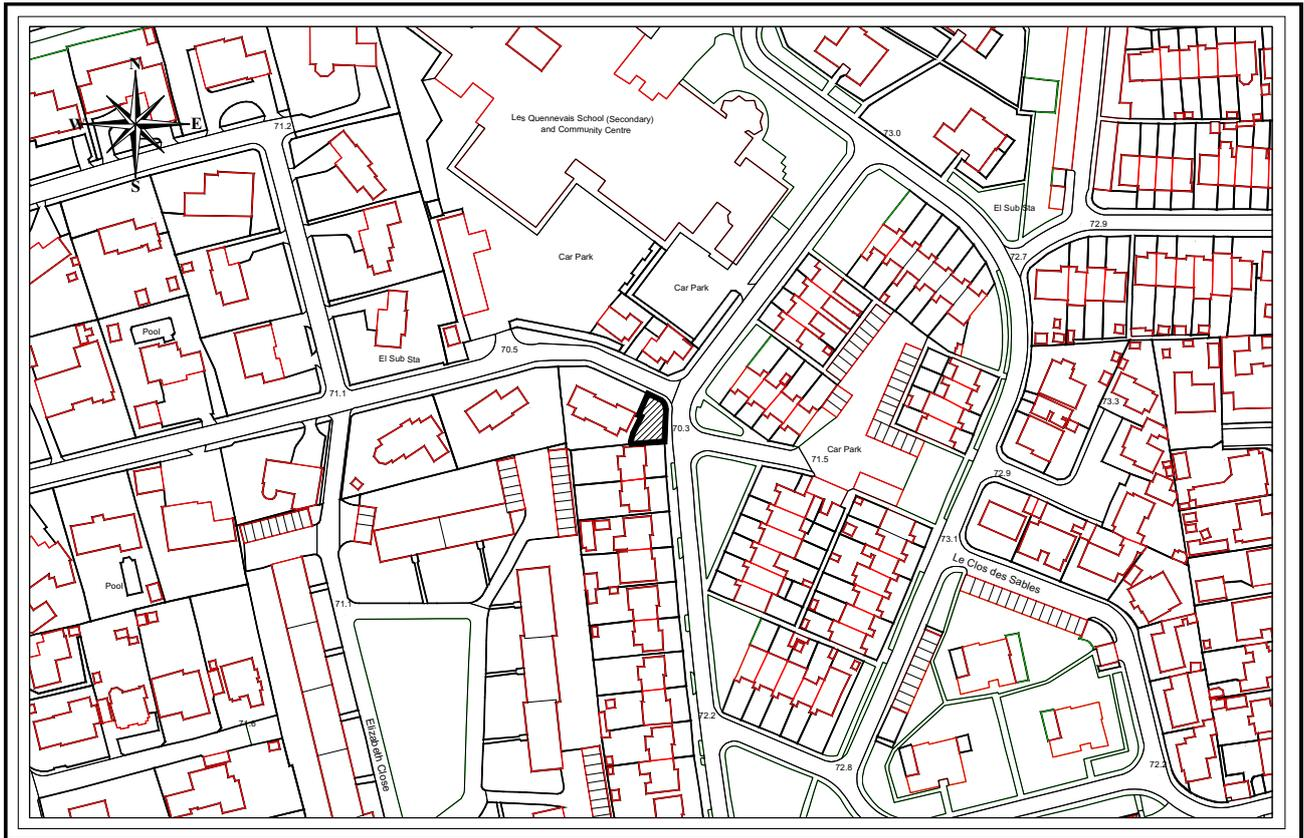 N
W E
S
71.2
Les Quennevais School (Secondary)
and Community Centre
73.0
El Sub Sta
72.9
72.7
Car Park
Car Park
Pool
70.5
El Sub Sta
71.1
73.3
70.3
Car Park
71.5
72.9
73.1
Le Clos des Sables
Pool
71.1
71.6
Elizabeth Close
72.2
72.8
72.2